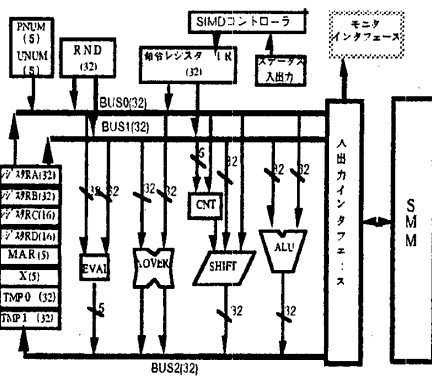 SIMDコントローラ
モニタ
インタフェース
PNUM
(5)
UNUM
(5)
RND
(32)
命令レジスタ IR
(32)
ステータス
入出力
BUS0(32)
BUS1(32)
レジスタRA(32)
レジスタRB(32)
レジスタRC(16)
レジスタRD(16)
MAR(5)
X(5)
TMP0 (32)
TMP1 (32)
32
32
32
32
5
32
32
32
CNT
EVAL
XOVER
SHIFT
ALU
5
32
32
BUS2(32)
入出力インタフェース
SMM